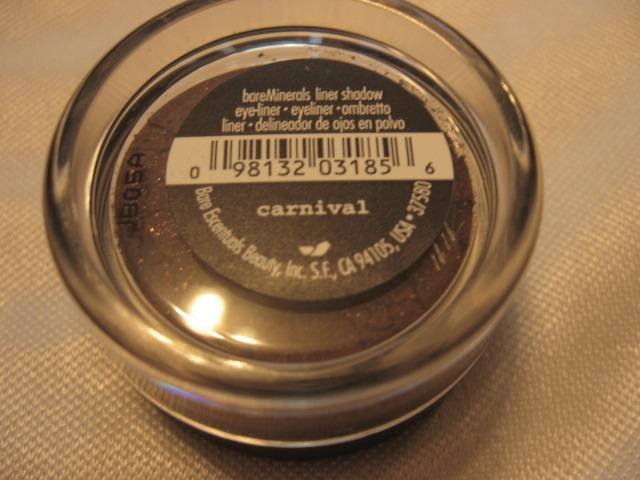 bareMinerals liner shadow
eye-liner • eyeliner • ombretto
liner • delineador de ojos en polvo
0 98132 03185 6
carnival
Bare Escentuals Beauty, Inc. S.F., CA 94105, USA • 37580
JB05A